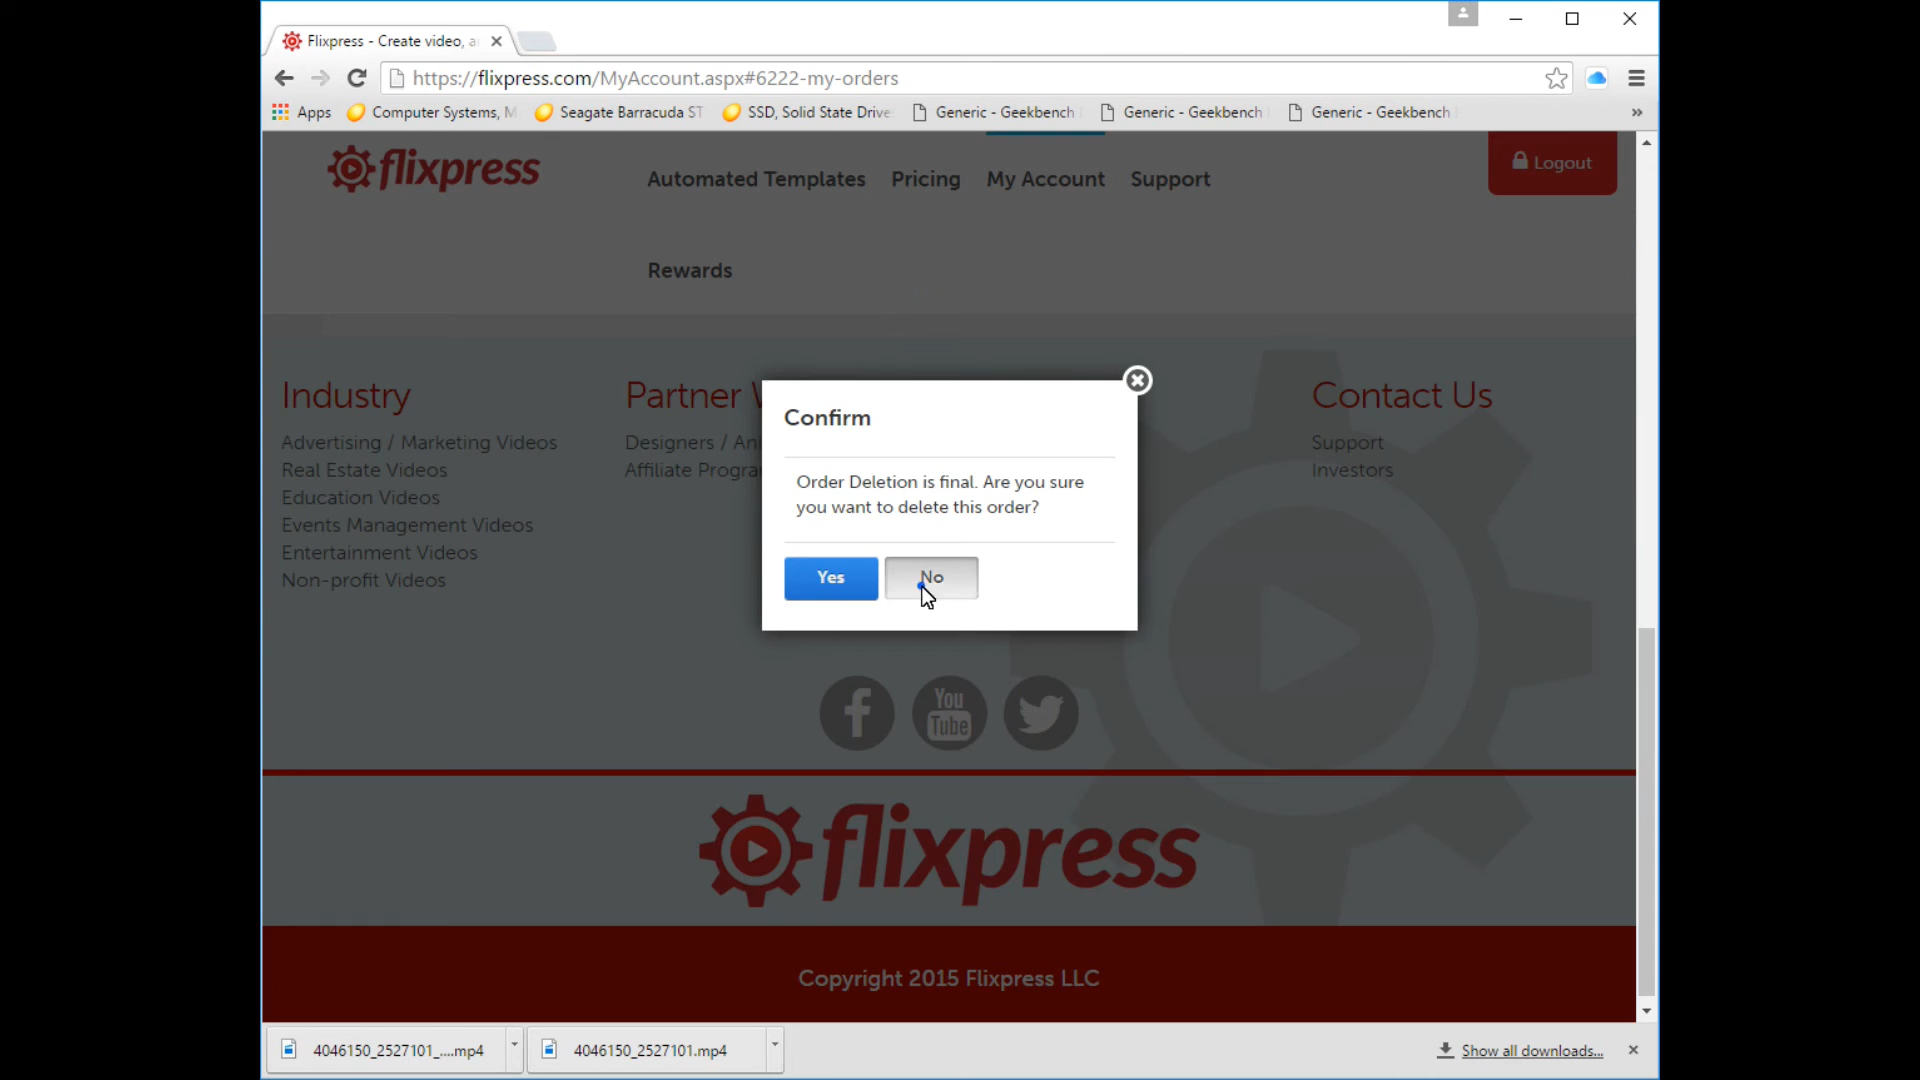 Flixpress - Create video, a
https://flixpress.com/MyAccount.aspx#6222-my-orders
Apps
Computer Systems, M
Seagate Barracuda ST
SSD, Solid State Drive
Generic - Geekbench
Generic - Geekbench
Generic - Geekbench
»
flixpress
Automated Templates
Pricing
My Account
Support
Logout
Rewards
Industry
Advertising / Marketing Videos
Real Estate Videos
Education Videos
Events Management Videos
Entertainment Videos
Non-profit Videos
Partner
Designers / An
Affiliate Progra
Contact Us
Support
Investors
Confirm
Order Deletion is final. Are you sure
you want to delete this order?
Yes
No
You
Tube
flixpress
Copyright 2015 Flixpress LLC
4046150_2527101_....mp4
4046150_2527101.mp4
Show all downloads...